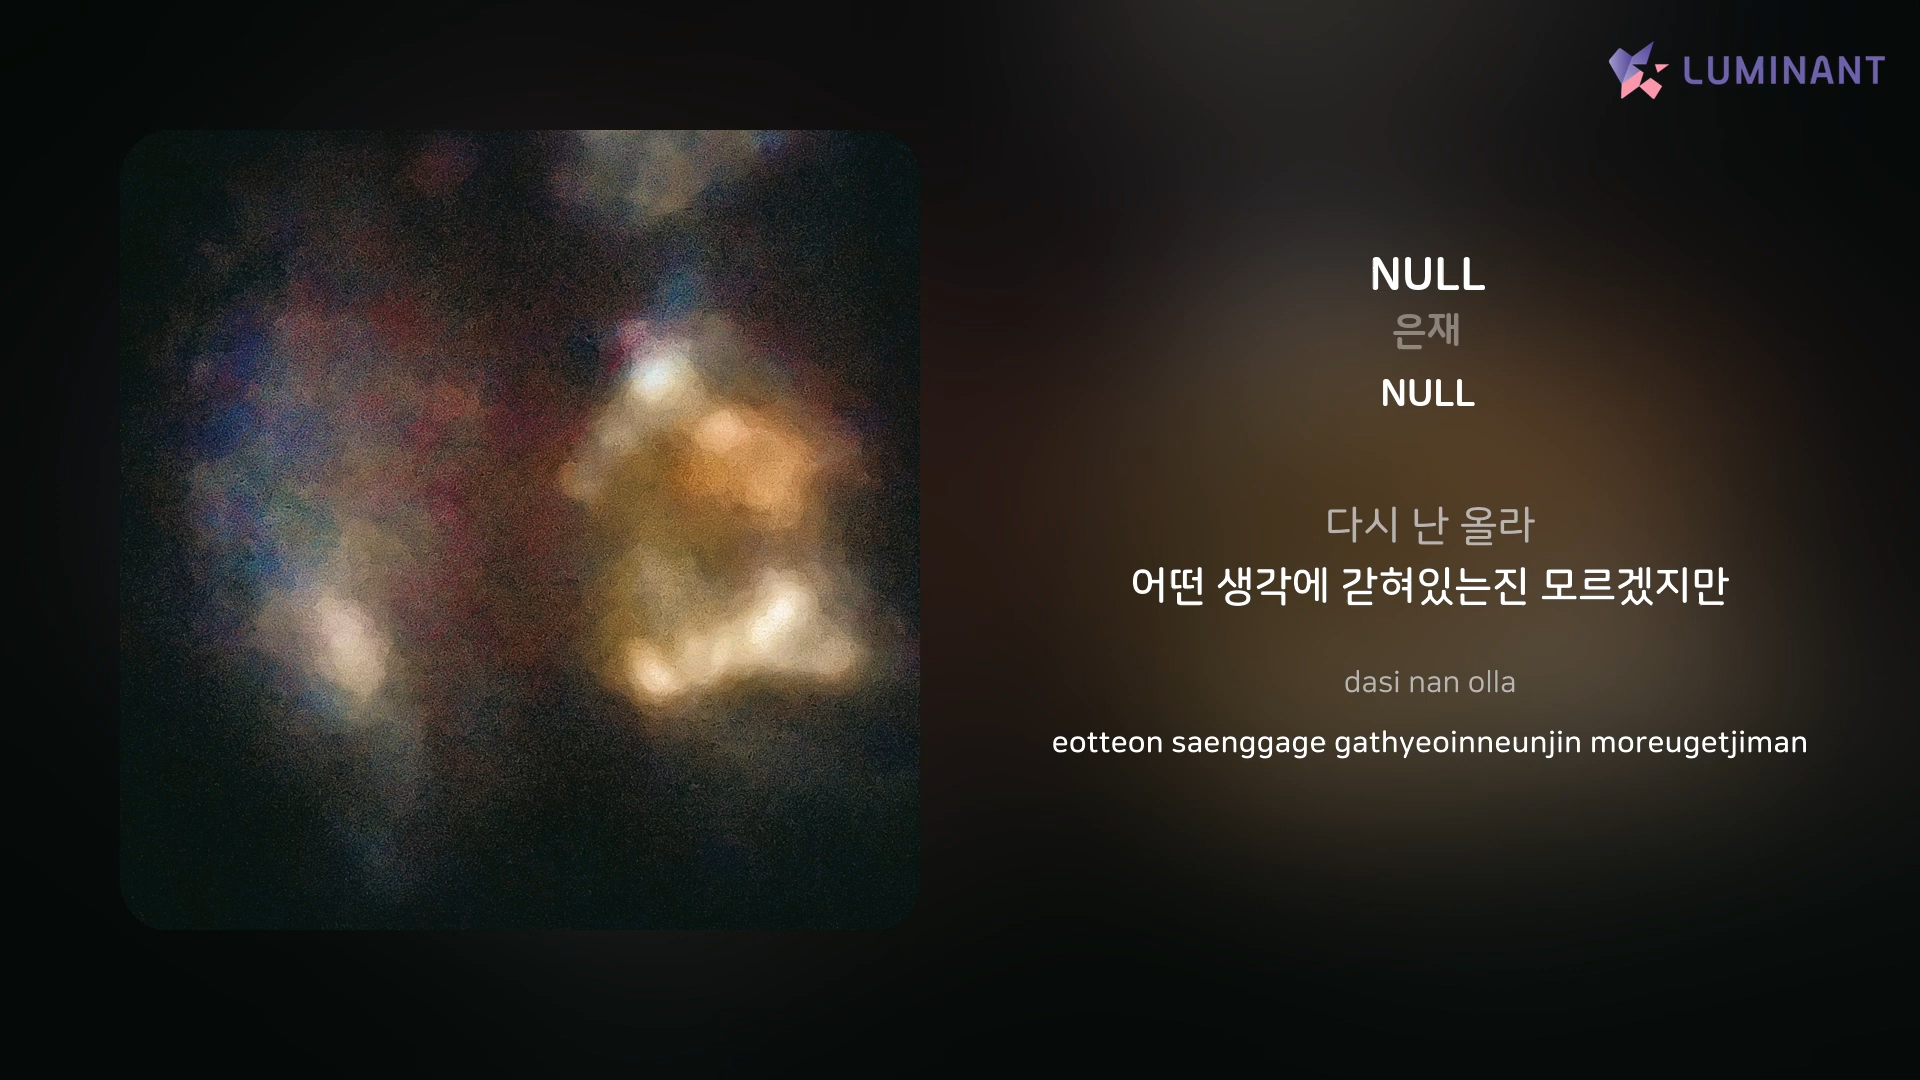 LUMINANT
NULL
은재
NULL
다시 난 올라
어떤 생각에 갇혀있는진 모르겠지만
dasi nan olla
eotteon saenggage gathyeoinneunjin moreugetjiman